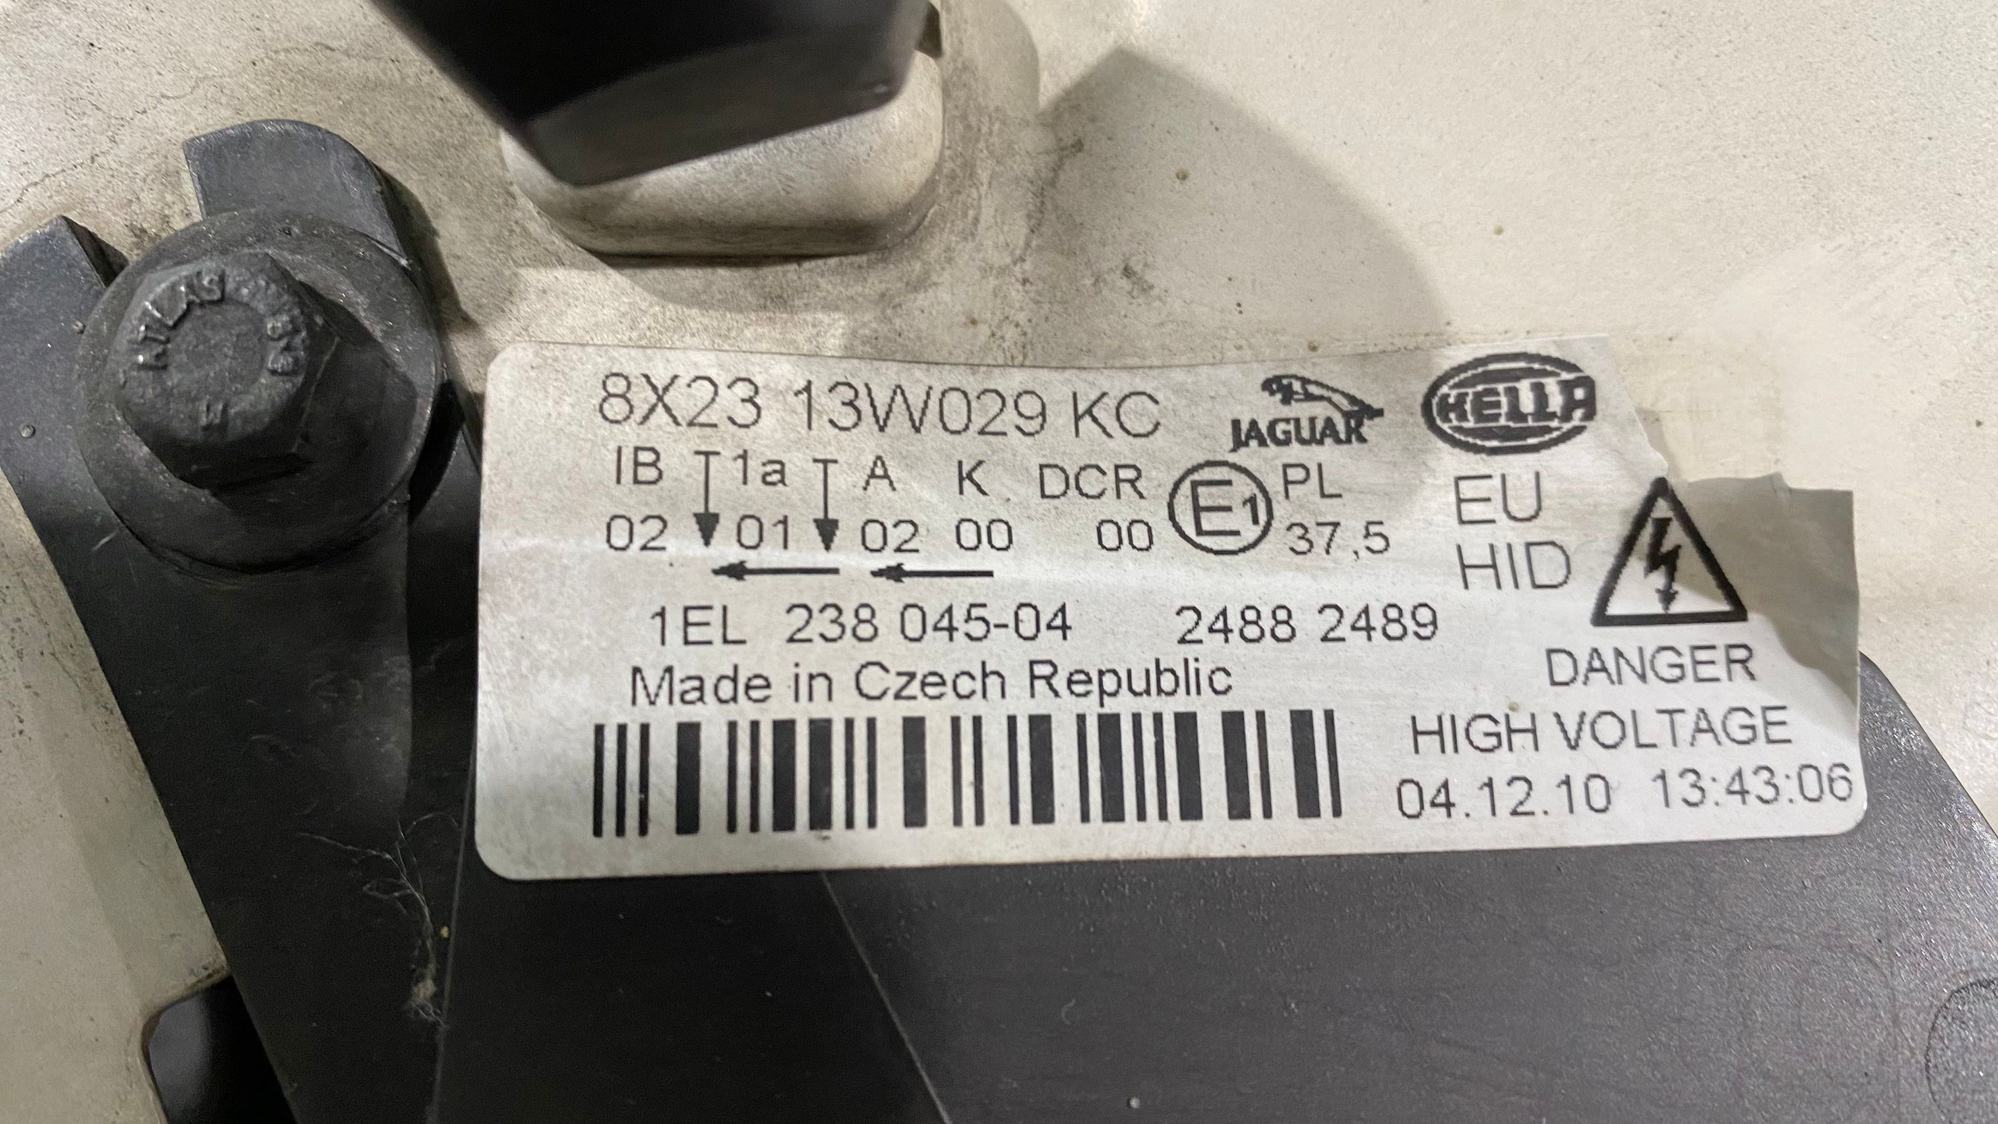 ATLAS
8X23 13W029 KC JAGUAR HELLA
IB 1a A K DCR E1 PL EU
02 01 02 00 00 37,5 HID
1EL 238 045-04 2488 2489
Made in Czech Republic
DANGER
HIGH VOLTAGE
04.12.10 13:43:06